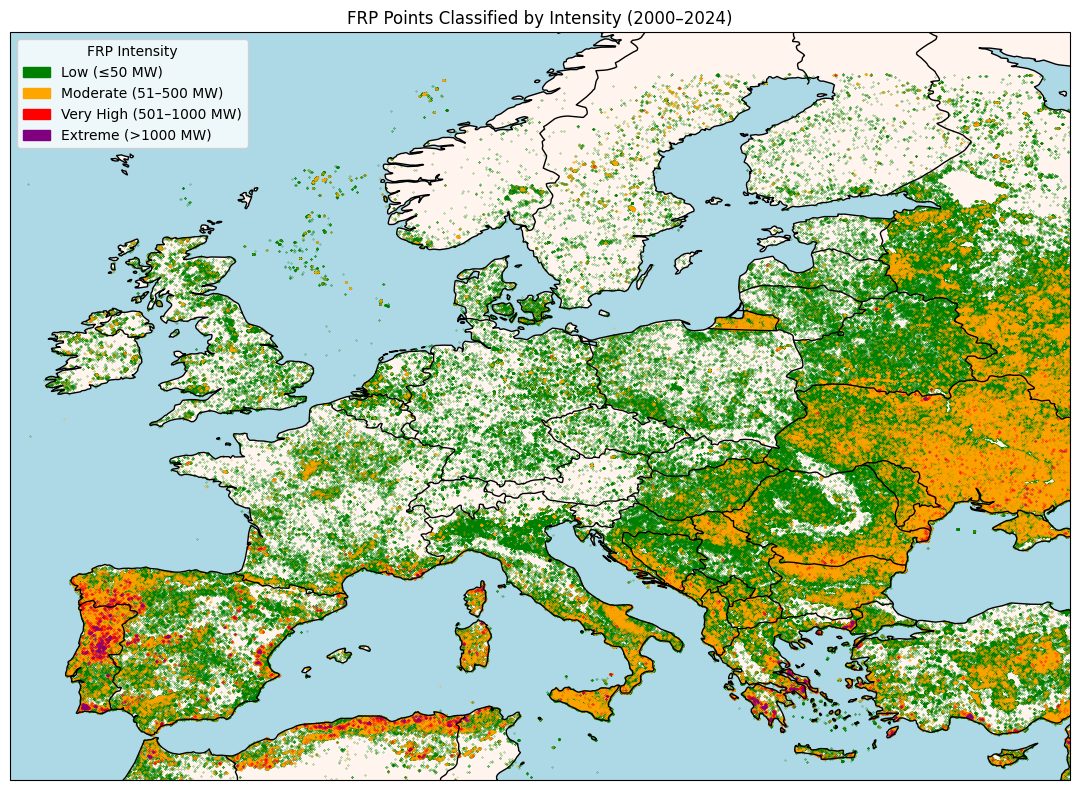 FRP Points Classified by Intensity (2000–2024)
FRP Intensity
Low (≤50 MW)
Moderate (51–500 MW)
Very High (501–1000 MW)
Extreme (>1000 MW)